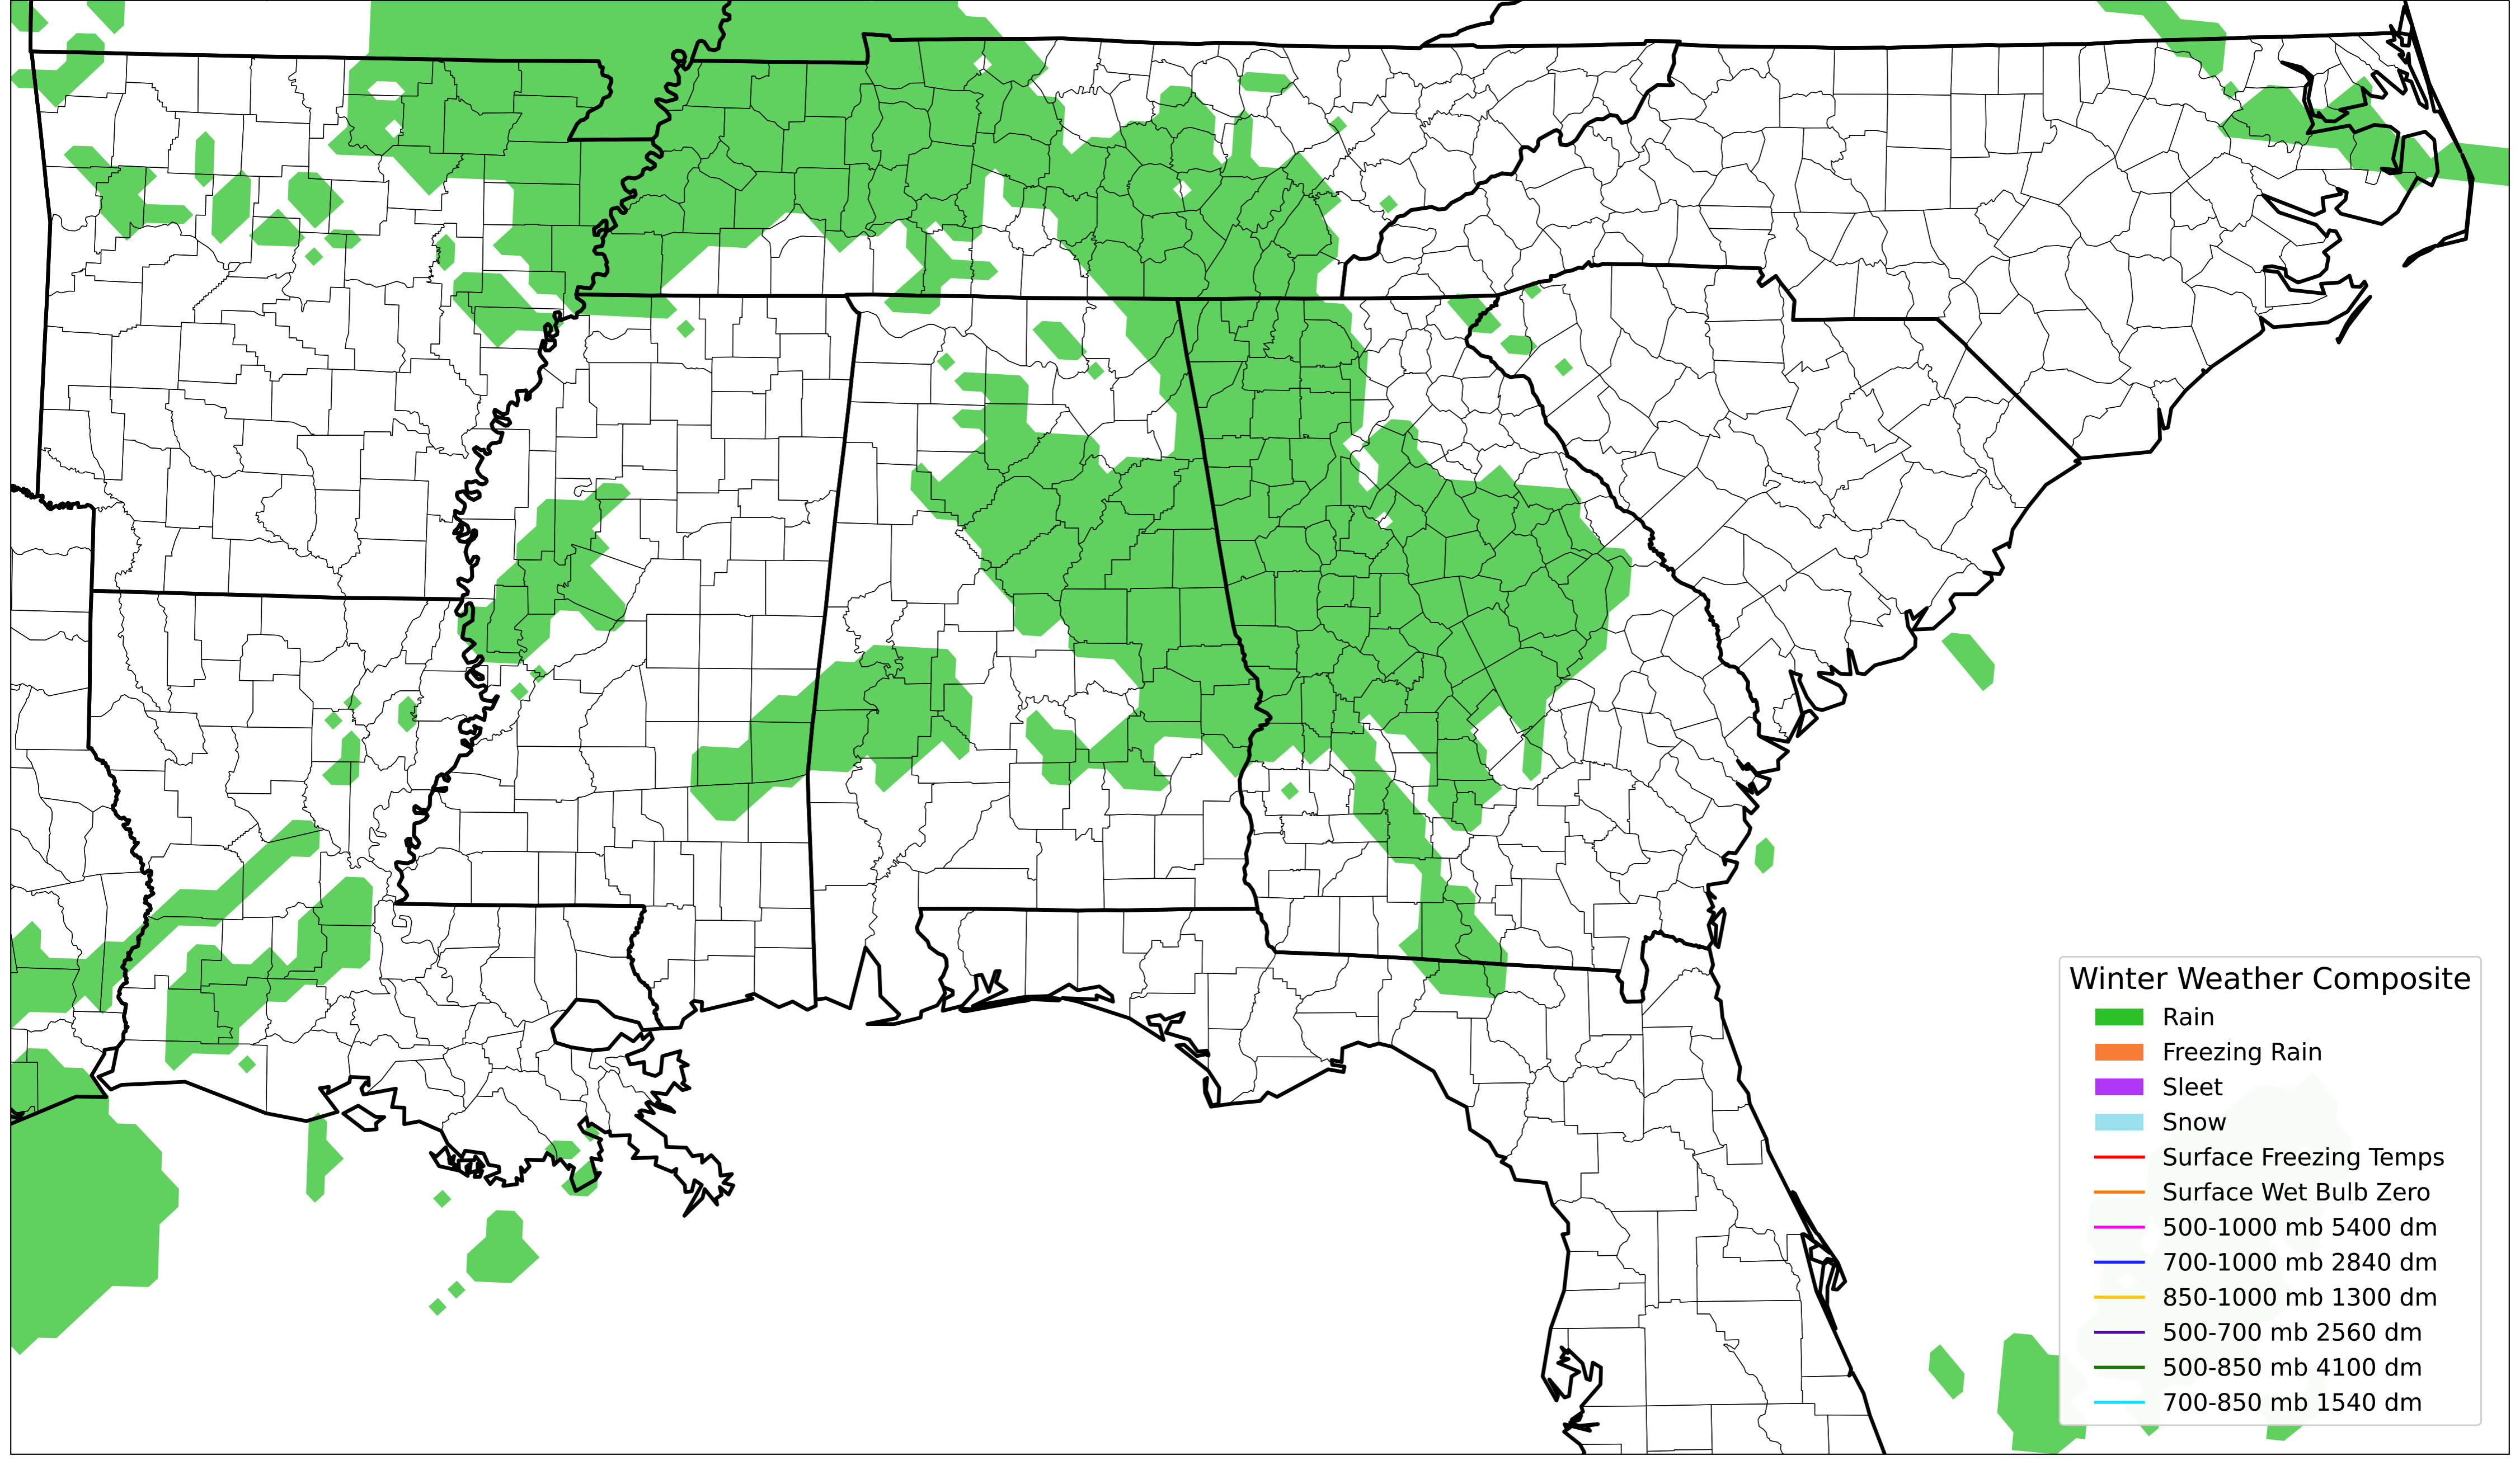 Winter Weather Composite
Rain
Freezing Rain
Sleet
Snow
Surface Freezing Temps
Surface Wet Bulb Zero
500-1000 mb 5400 dm
700-1000 mb 2840 dm
850-1000 mb 1300 dm
500-700 mb 2560 dm
500-850 mb 4100 dm
700-850 mb 1540 dm